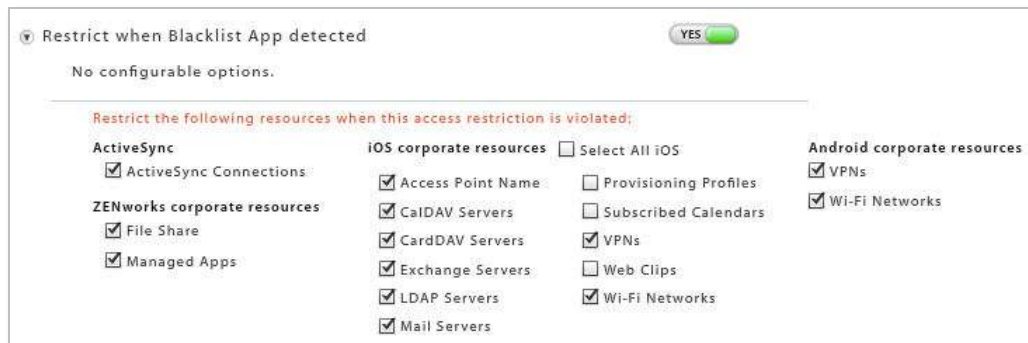 Restrict when Blacklist App detected
YES
No configurable options.
Restrict the following resources when this access restriction is violated:
ActiveSync
ActiveSync Connections
ZENworks corporate resources
File Share
Managed Apps
iOS corporate resources
Select All iOS
Access Point Name
CalDAV Servers
CardDAV Servers
Exchange Servers
LDAP Servers
Mail Servers
Provisioning Profiles
Subscribed Calendars
VPNs
Web Clips
Wi-Fi Networks
Android corporate resources
VPNs
Wi-Fi Networks